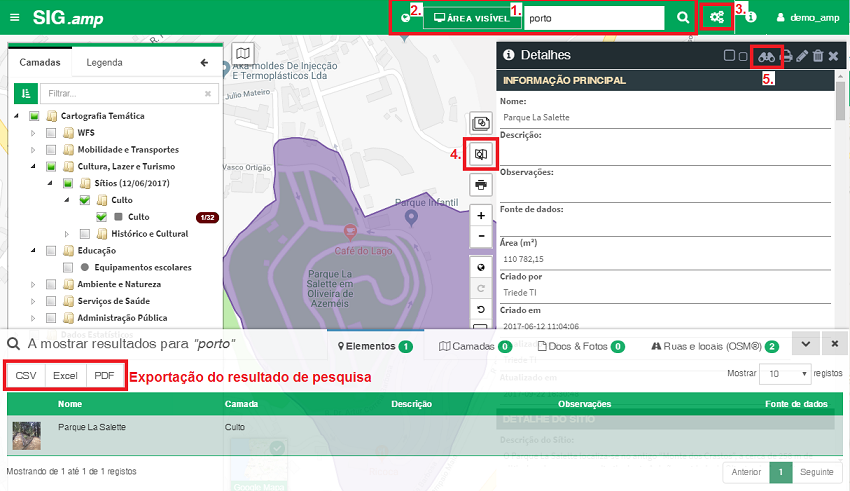 SIG.amp
2.
ÁREA VISÍVEL
1.
porto
3.
demo_amp
Camadas
Legenda
Filtrar...
Cartografia Temática
WFS
Mobilidade e Transportes
Cultura, Lazer e Turismo
Sítios (12/06/2017)
Culto
Culto
1/32
Histórico e Cultural
Educação
Equipamentos escolares
Ambiente e Natureza
Serviços de Saúde
Administração Pública
Dados Estatísticos
Aka-moldes De Injecção
E Termoplásticos Lda
Julio Mateiro
Vasco Ortigão
Parque Infantil
Café do Lago
Parque La
Salette em
Oliveira de
Azeméis
4.
Detalhes
5.
INFORMAÇÃO PRINCIPAL
Nome:
Parque La Salette
Descrição:
Observações:
Fonte de dados:
Área (m²)
110 782,15
Criado por
Triede TI
Criado em
2017-06-12 11:04:06
A mostrar resultados para "porto"
Elementos 1
Camadas 0
Docs & Fotos 0
Ruas e locais (OSM®) 2
CSV
Excel
PDF
Exportação do resultado de pesquisa
Mostrar 10 registos
Nome
Camada
Descrição
Observações
Fonte de dados
Parque La Salette
Culto
DETALHE DO SÍTIO
Descrição do Sítio:
Mostrando de 1 até 1 de 1 registos
Anterior
1
Seguinte